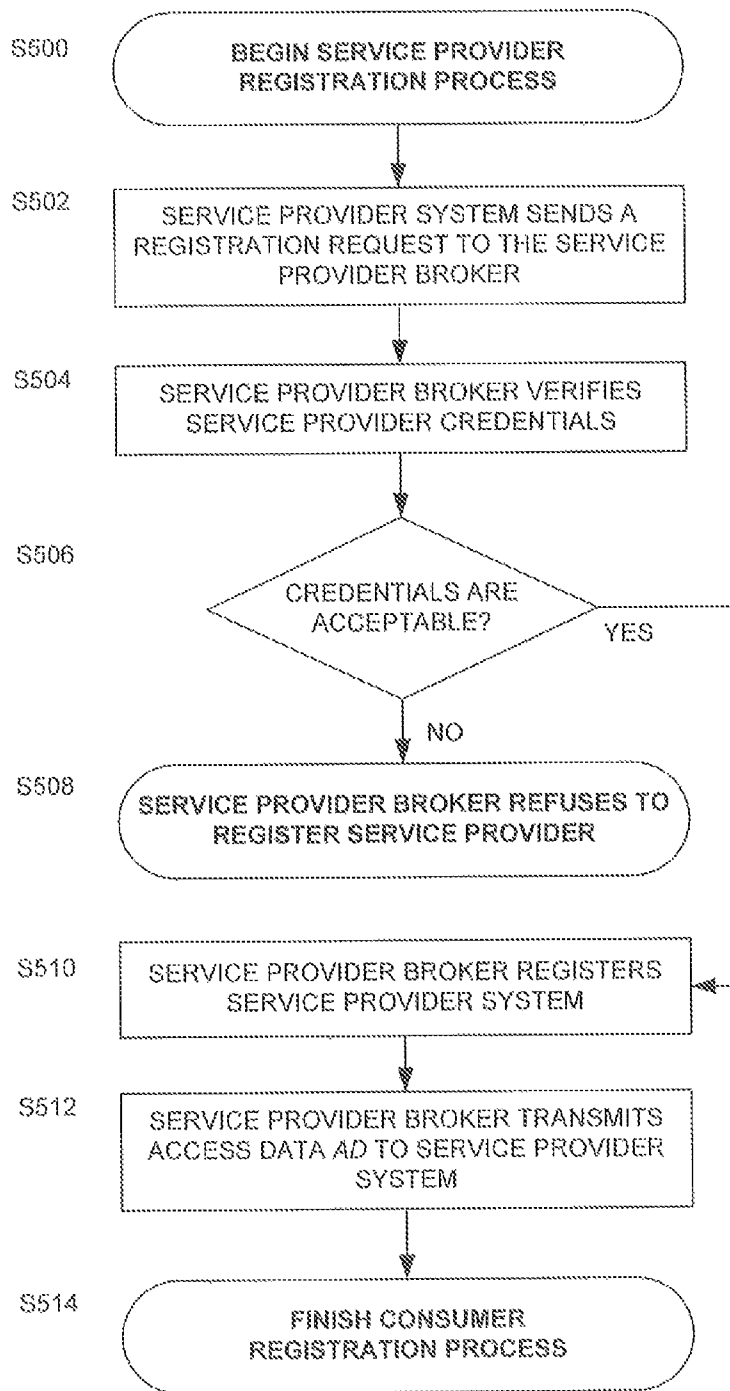 S500
BEGIN SERVICE PROVIDER
REGISTRATION PROCESS
S502
SERVICE PROVIDER SYSTEM SENDS A
REGISTRATION REQUEST TO THE SERVICE
PROVIDER BROKER
S504
SERVICE PROVIDER BROKER VERIFIES
SERVICE PROVIDER CREDENTIALS
S506
CREDENTIALS ARE
ACCEPTABLE?
YES
NO
S508
SERVICE PROVIDER BROKER REFUSES TO
REGISTER SERVICE PROVIDER
S510
SERVICE PROVIDER BROKER REGISTERS
SERVICE PROVIDER SYSTEM
S512
SERVICE PROVIDER BROKER TRANSMITS
ACCESS DATA AD TO SERVICE PROVIDER
SYSTEM
S514
FINISH CONSUMER
REGISTRATION PROCESS